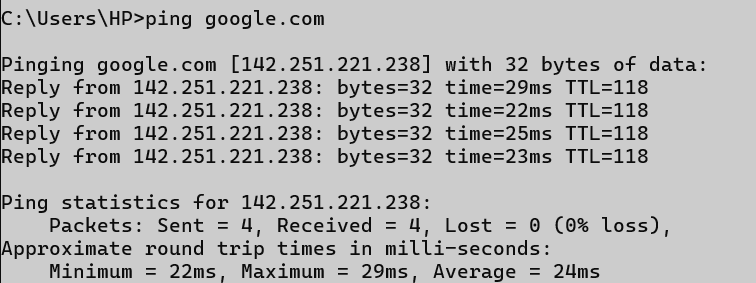 C:\Users\HP>ping google.com
Pinging google.com [142.251.221.238] with 32 bytes of data:
Reply from 142.251.221.238: bytes=32 time=29ms TTL=118
Reply from 142.251.221.238: bytes=32 time=22ms TTL=118
Reply from 142.251.221.238: bytes=32 time=25ms TTL=118
Reply from 142.251.221.238: bytes=32 time=23ms TTL=118
Ping statistics for 142.251.221.238:
    Packets: Sent = 4, Received = 4, Lost = 0 (0% loss),
Approximate round trip times in milli-seconds:
    Minimum = 22ms, Maximum = 29ms, Average = 24ms